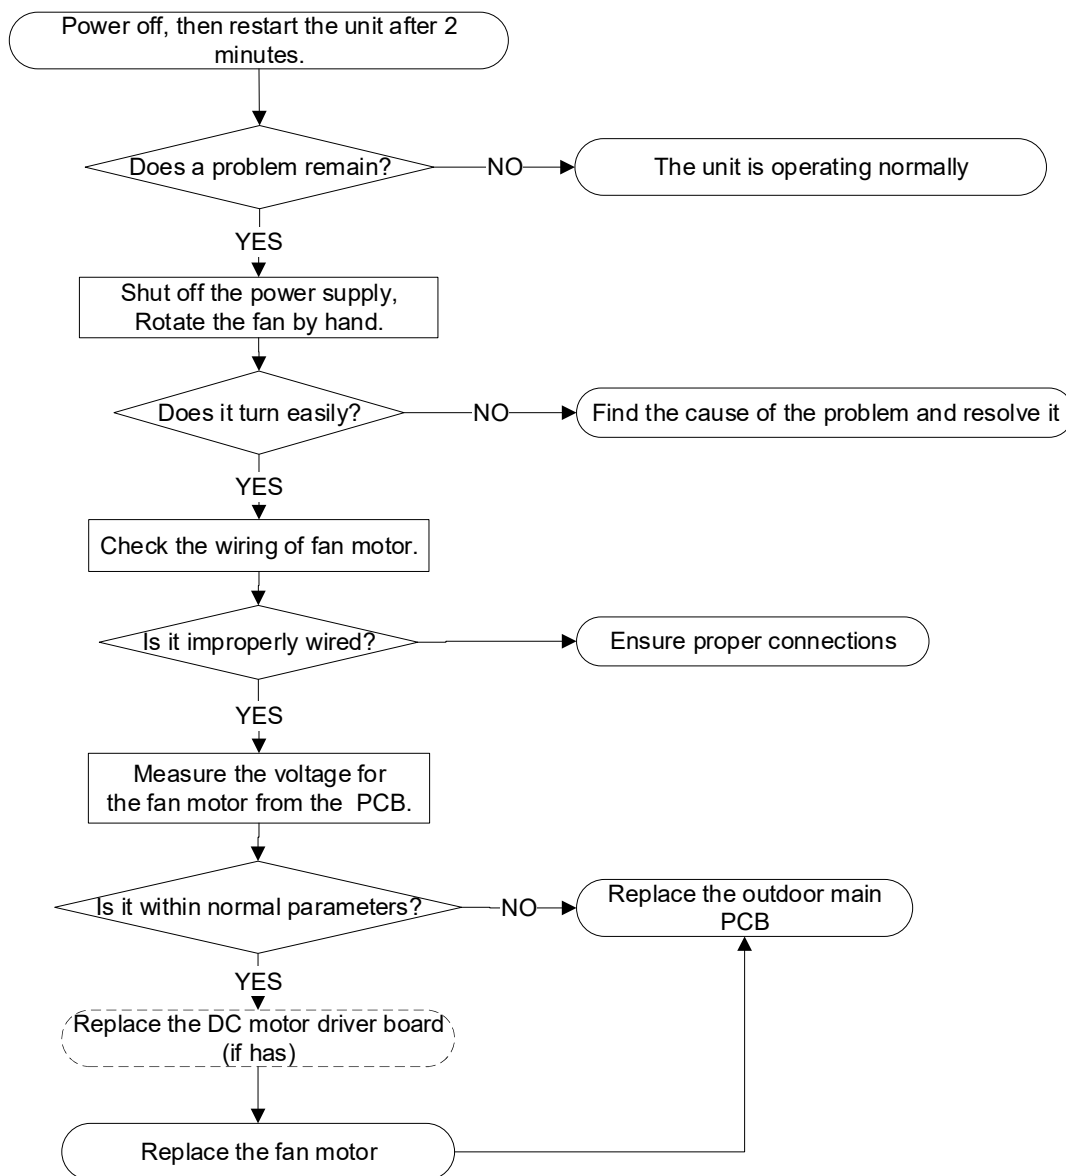 Power off, then restart the unit after 2
minutes.
Does a problem remain?
NO
The unit is operating normally
YES
Shut off the power supply,
Rotate the fan by hand.
Does it turn easily?
NO
Find the cause of the problem and resolve it
YES
Check the wiring of fan motor.
Is it improperly wired?
Ensure proper connections
YES
Measure the voltage for
the fan motor from the PCB.
Is it within normal parameters?
NO
Replace the outdoor main
PCB
YES
Replace the DC motor driver board
(if has)
Replace the fan motor